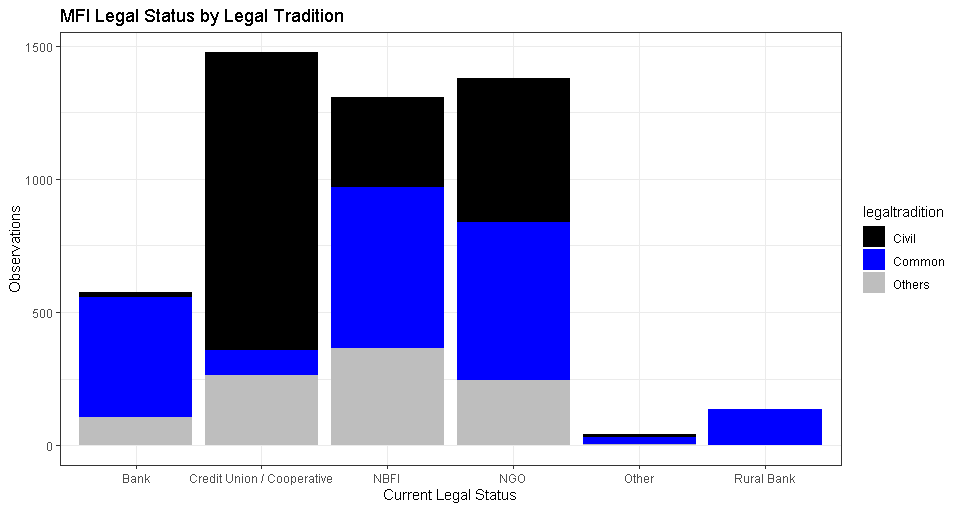 MFI Legal Status by Legal Tradition
1500
1000
500
0
Observations
Bank
Credit Union / Cooperative
NBFI
NGO
Other
Rural Bank
Current Legal Status
legaltradition
Civil
Common
Others